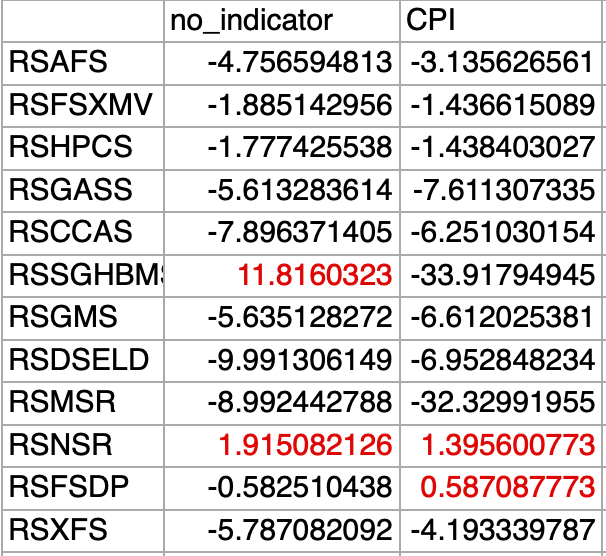 no_indicator CPI
RSAFS -4.756594813 -3.135626561
RSFSXMV -1.885142956 -1.436615089
RSHPCS -1.777425538 -1.438403027
RSGASS -5.613283614 -7.611307335
RSCCAS -7.896371405 -6.251030154
RSSGHBMS 11.8160323 -33.91794945
RSGMS -5.635128272 -6.612025381
RSDSELD -9.991306149 -6.952848234
RSMSR -8.992442788 -32.32991955
RSNSR 1.915082126 1.395600773
RSFSDP -0.582510438 0.587087773
RSXFS -5.787082092 -4.193339787